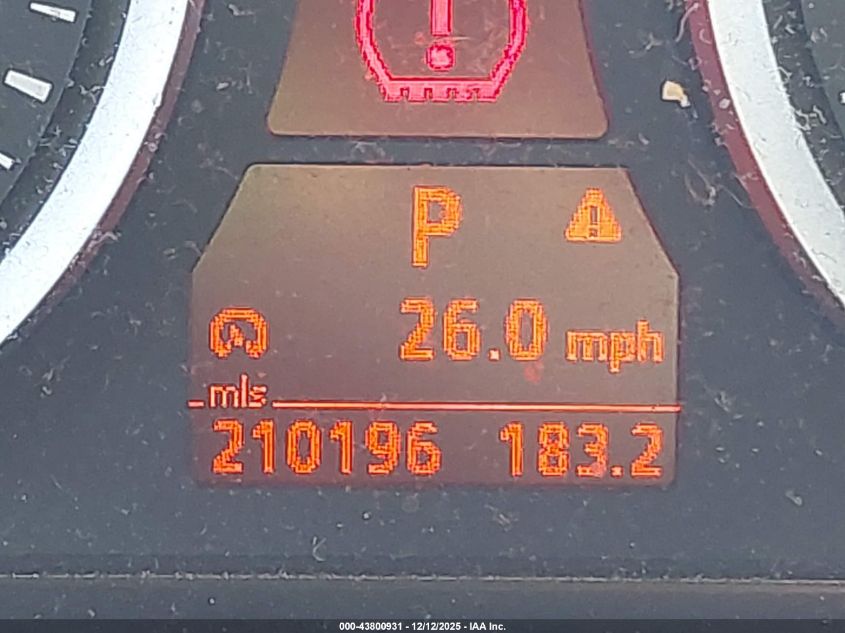 P
26.0 mph
mls
210196 183.2
000-43800931 - 12/12/2025 - IAA Inc.